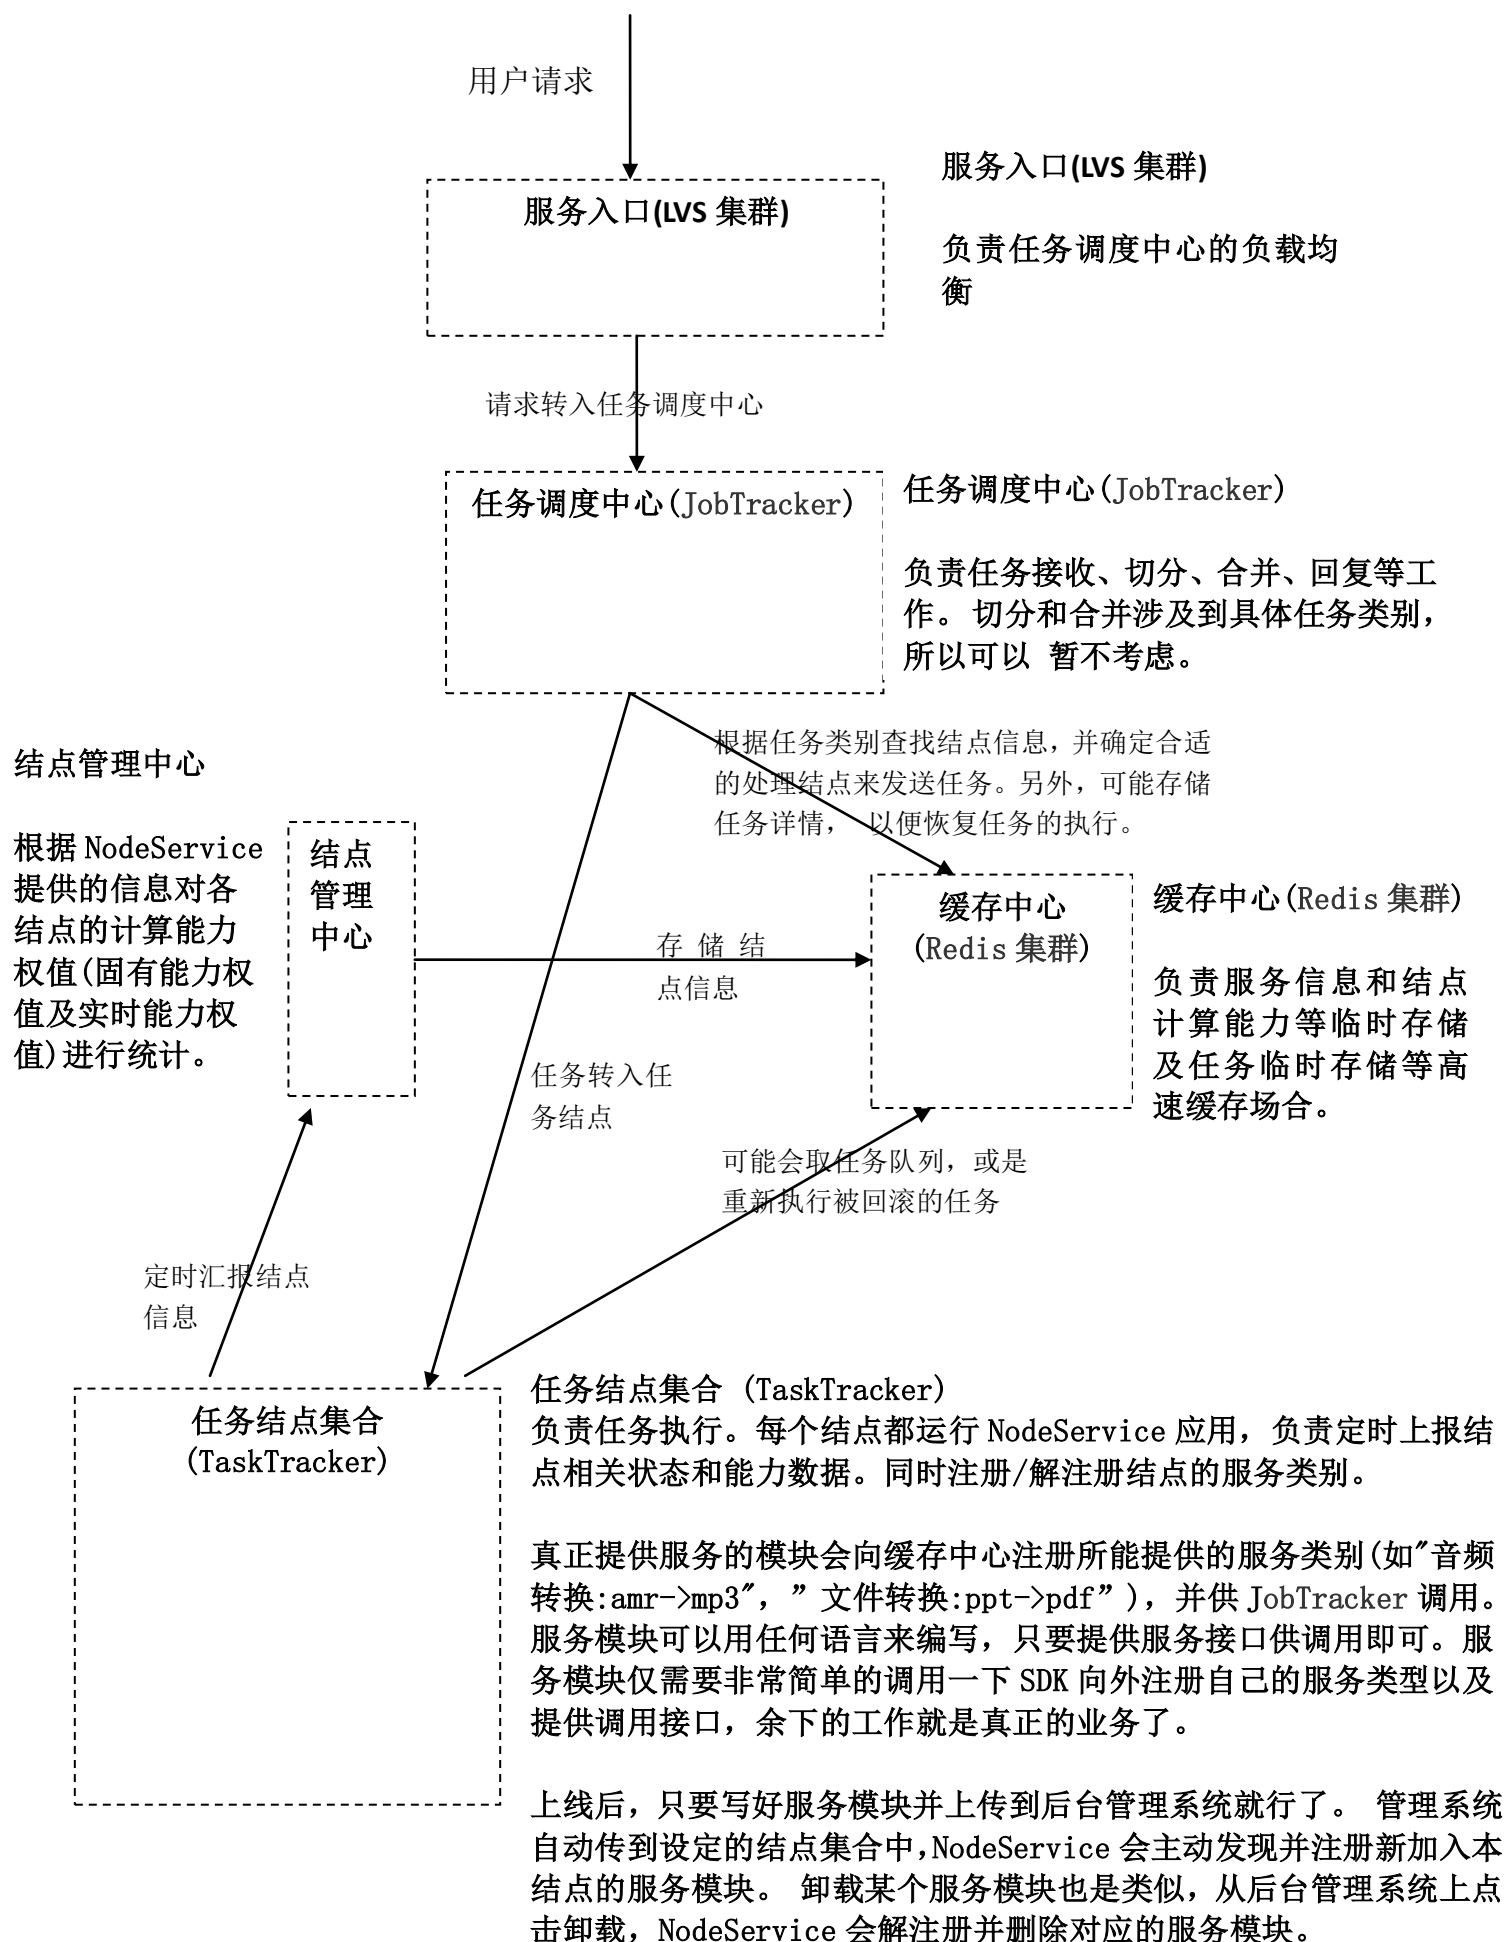 用户请求
服务入口(LVS 集群)
服务入口(LVS 集群)
负责任务调度中心的负载均
衡
请求转入任务调度中心
任务调度中心(JobTracker)
任务调度中心(JobTracker)
负责任务接收、切分、合并、回复等工
作。 切分和合并涉及到具体任务类别，
所以可以 暂不考虑。
根据任务类别查找结点信息，并确定合适
的处理结点来发送任务。另外，可能存储
任务详情， 以便恢复任务的执行。
结点管理中心
根据 NodeService
提供的信息对各
结点的计算能力
权值(固有能力权
值及实时能力权
值)进行统计。
结点
管理
中心
存 储 结
点信息
缓存中心
(Redis 集群)
缓存中心(Redis 集群)
负责服务信息和结点
计算能力等临时存储
及任务临时存储等高
速缓存场合。
任务转入任
务结点
可能会取任务队列，或是
重新执行被回滚的任务
定时汇报结点
信息
任务结点集合
(TaskTracker)
任务结点集合 (TaskTracker)
负责任务执行。每个结点都运行 NodeService 应用，负责定时上报结
点相关状态和能力数据。同时注册/解注册结点的服务类别。
真正提供服务的模块会向缓存中心注册所能提供的服务类别(如"音频
转换:amr->mp3"，” 文件转换:ppt->pdf”)，并供 JobTracker 调用。
服务模块可以用任何语言来编写，只要提供服务接口供调用即可。服
务模块仅需要非常简单的调用一下 SDK 向外注册自己的服务类型以及
提供调用接口，余下的工作就是真正的业务了。
上线后，只要写好服务模块并上传到后台管理系统就行了。 管理系统
自动传到设定的结点集合中，NodeService 会主动发现并注册新加入本
结点的服务模块。 卸载某个服务模块也是类似，从后台管理系统上点
击卸载，NodeService 会解注册并删除对应的服务模块。